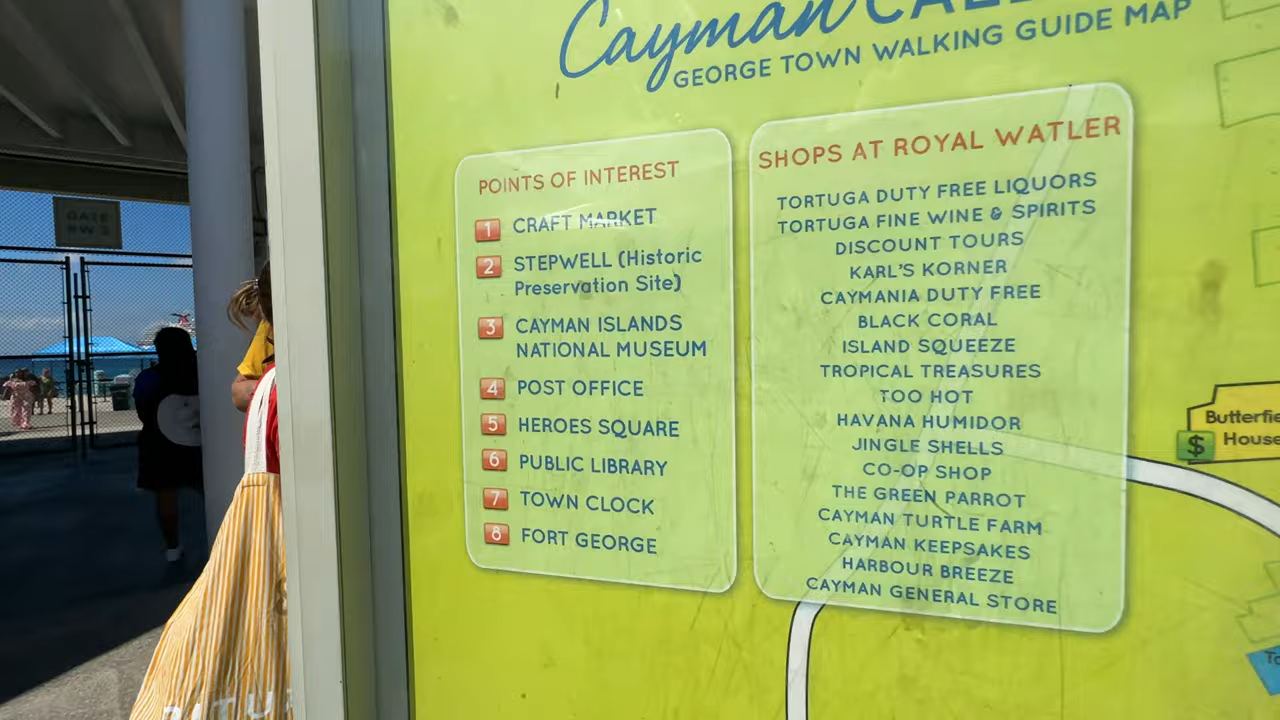 Cayman
GEORGE TOWN WALKING GUIDE MAP
POINTS OF INTEREST
1 CRAFT MARKET
2 STEPWELL (Historic
Preservation Site)
3 CAYMAN ISLANDS
NATIONAL MUSEUM
4 POST OFFICE
5 HEROES SQUARE
6 PUBLIC LIBRARY
7 TOWN CLOCK
8 FORT GEORGE
SHOPS AT ROYAL WATLER
TORTUGA DUTY FREE LIQUORS
TORTUGA FINE WINE & SPIRITS
DISCOUNT TOURS
KARL'S KORNER
CAYMANIA DUTY FREE
BLACK CORAL
ISLAND SQUEEZE
TROPICAL TREASURES
TOO HOT
HAVANA HUMIDOR
JINGLE SHELLS
CO-OP SHOP
THE GREEN PARROT
CAYMAN TURTLE FARM
CAYMAN KEEPSAKES
HARBOUR BREEZE
CAYMAN GENERAL STORE
$
House
GATE